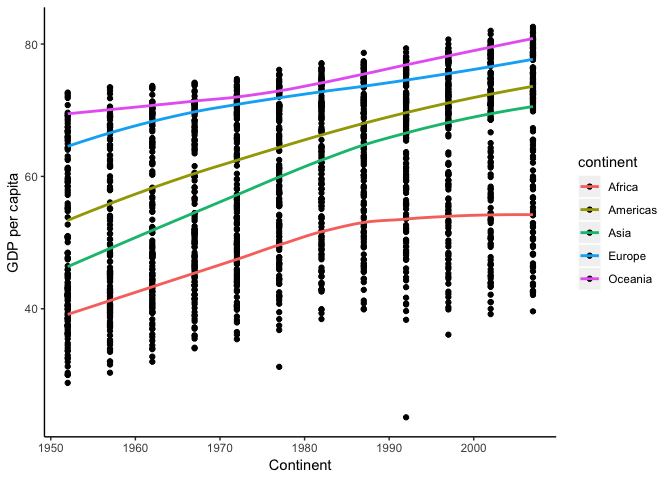 80
60
40
GDP per capita
1950
1960
1970
1980
1990
2000
Continent
continent
Africa
Americas
Asia
Europe
Oceania